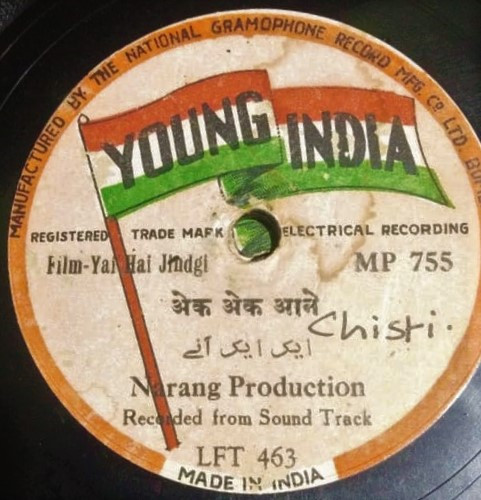 MANUFACTURED BY THE NATIONAL GRAMOPHONE RECORD MFG. CO. LTD.
YOUNG INDIA
REGISTERED TRADE MARK ELECTRICAL RECORDING
Film-Yai Hai Jindgi MP 755
अेक अेक आने
Chisti.
ایک ایک آنے
Narang Production
Recorded from Sound Track
LFT 463
MADE IN INDIA